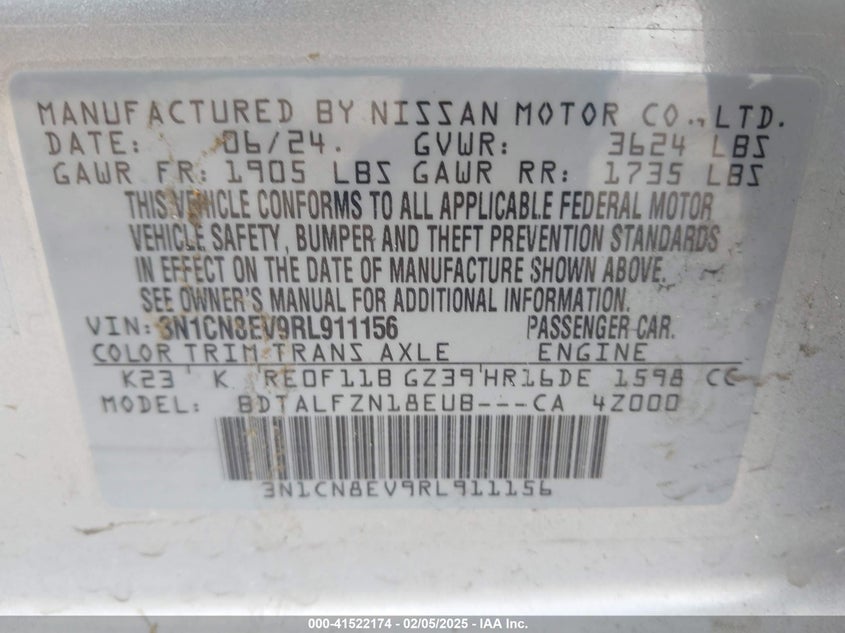 MANUFACTURED BY NISSAN MOTOR CO., LTD.
DATE: 06/24. GVWR: 3624 LBS
GAWR FR: 1905 LBS GAWR RR: 1735 LBS
THIS VEHICLE CONFORMS TO ALL APPLICABLE FEDERAL MOTOR
VEHICLE SAFETY, BUMPER AND THEFT PREVENTION STANDARDS
IN EFFECT ON THE DATE OF MANUFACTURE SHOWN ABOVE.
SEE OWNER'S MANUAL FOR ADDITIONAL INFORMATION.
VIN: 3N1CN8EV9RL911156 PASSENGER CAR.
COLOR TRIM TRANS AXLE ENGINE
K23 K RE0F11B GZ39 HR16DE 1598 CC
MODEL: BDTALFZN18EUB---CA 4Z000
3N1CN8EV9RL911156
000-41522174 | 02/05/2025 | IAA Inc.